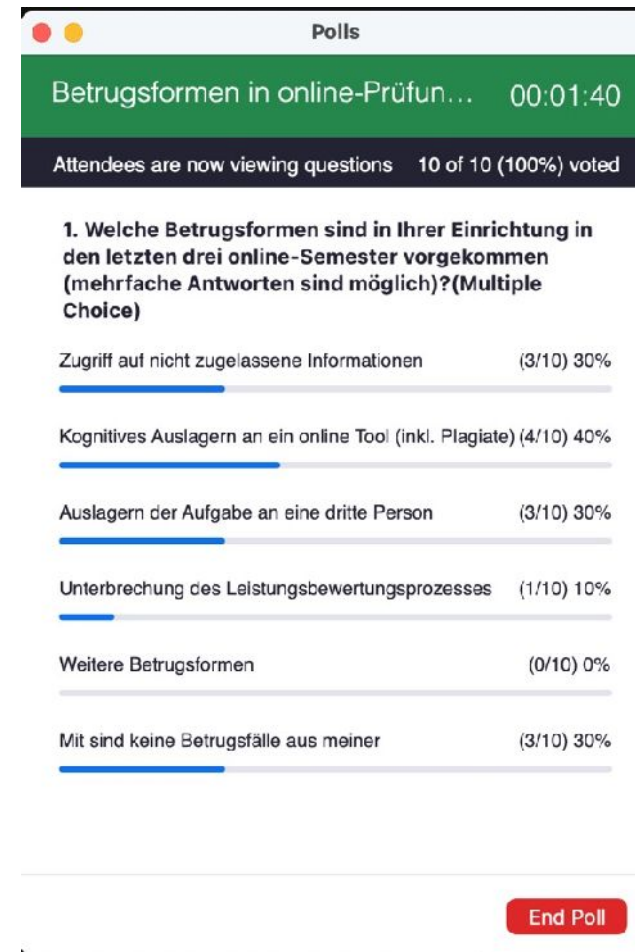 Polls
Betrugsformen in online-Prüfun... 00:01:40
Attendees are now viewing questions 10 of 10 (100%) voted
1. Welche Betrugsformen sind in Ihrer Einrichtung in
den letzten drei online-Semester vorgekommen
(mehrfache Antworten sind möglich)?(Multiple
Choice)
Zugriff auf nicht zugelassene Informationen (3/10) 30%
Kognitives Auslagern an ein online Tool (inkl. Plagiate) (4/10) 40%
Auslagern der Aufgabe an eine dritte Person (3/10) 30%
Unterbrechung des Leistungsbewertungsprozesses (1/10) 10%
Weitere Betrugsformen (0/10) 0%
Mit sind keine Betrugsfälle aus meiner (3/10) 30%
End Poll